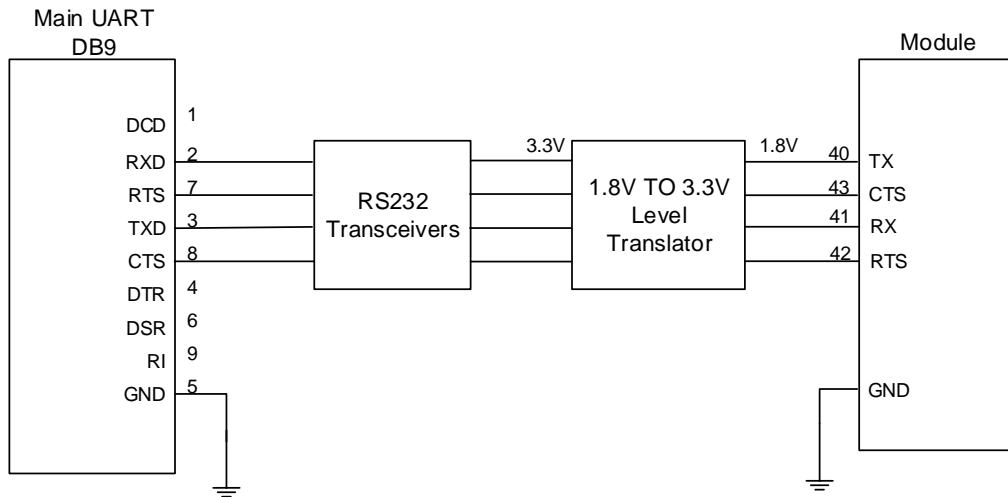 Main UART
DB9
DCD 1
RXD 2
RTS 7
TXD 3
CTS 8
DTR 4
DSR 6
RI 9
GND 5
RS232
Transceivers
3.3V
1.8V TO 3.3V
Level
Translator
1.8V
Module
40 TX
43 CTS
41 RX
42 RTS
GND